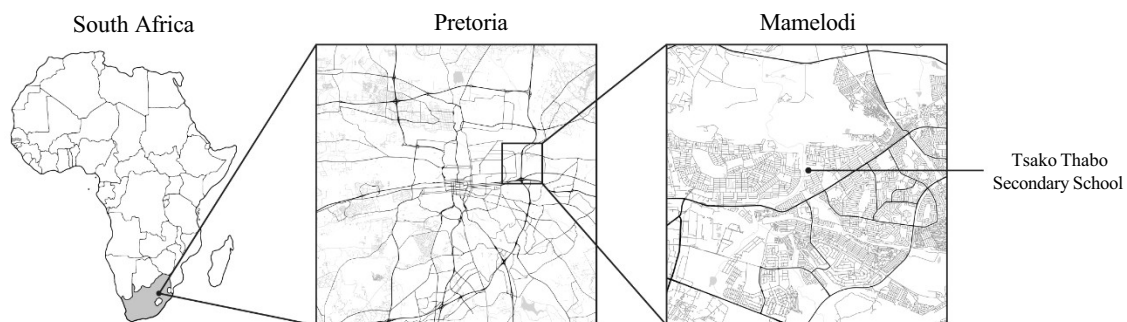 South Africa
Pretoria
Mamelodi
Tsako Thabo
Secondary School